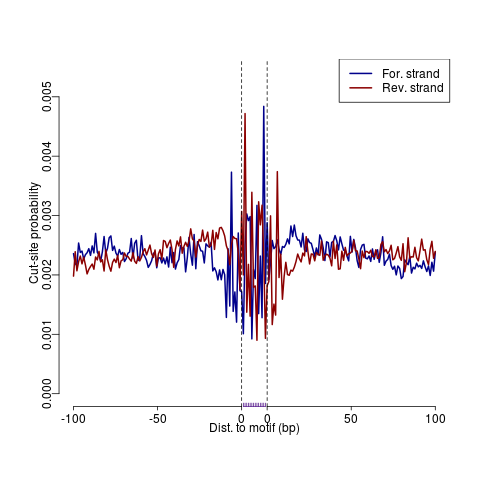 For. strand
Rev. strand
Cut-site probability
0.005
0.004
0.003
0.002
0.001
0.000
-100 -50 0 0 50 100
Dist. to motif (bp)